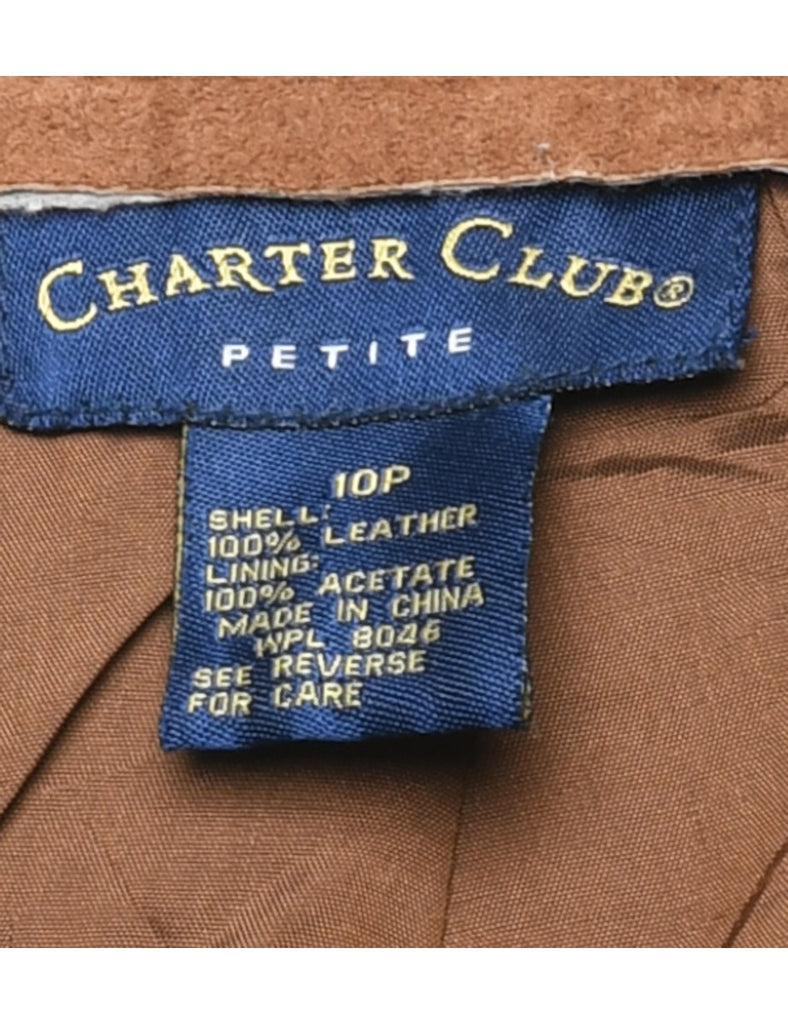 CHARTER CLUB®
PETITE
10P
SHELL:
100% LEATHER
LINING:
100% ACETATE
MADE IN CHINA
WPL 8046
SEE REVERSE
FOR CARE